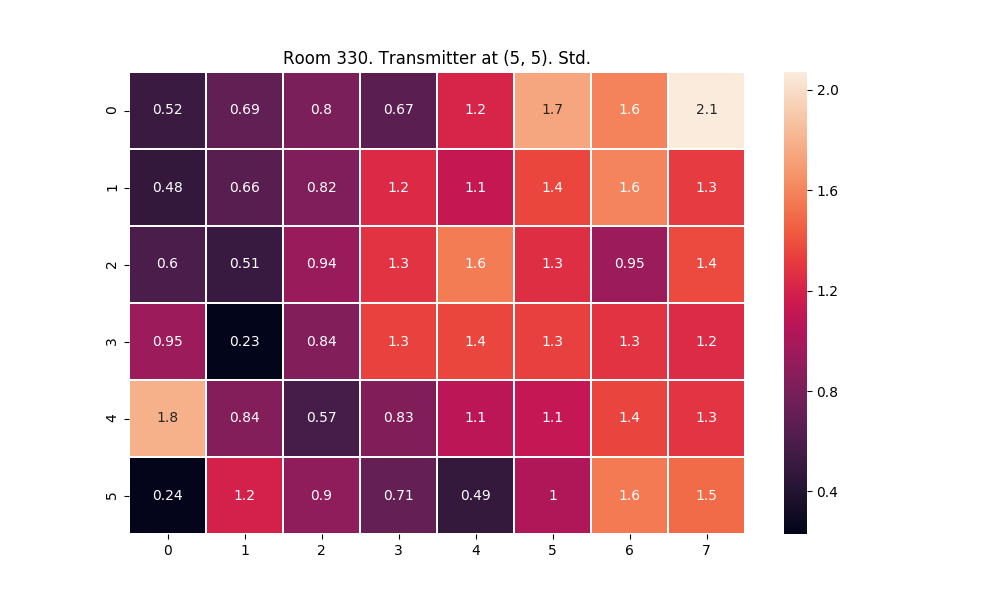 Room 330. Transmitter at (5, 5). Std.
0 0.52 0.69 0.8 0.67 1.2 1.7 1.6 2.1
1 0.48 0.66 0.82 1.2 1.1 1.4 1.6 1.3
2 0.6 0.51 0.94 1.3 1.6 1.3 0.95 1.4
3 0.95 0.23 0.84 1.3 1.4 1.3 1.3 1.2
4 1.8 0.84 0.57 0.83 1.1 1.1 1.4 1.3
5 0.24 1.2 0.9 0.71 0.49 1 1.6 1.5
0 1 2 3 4 5 6 7
2.0
1.6
1.2
0.8
0.4